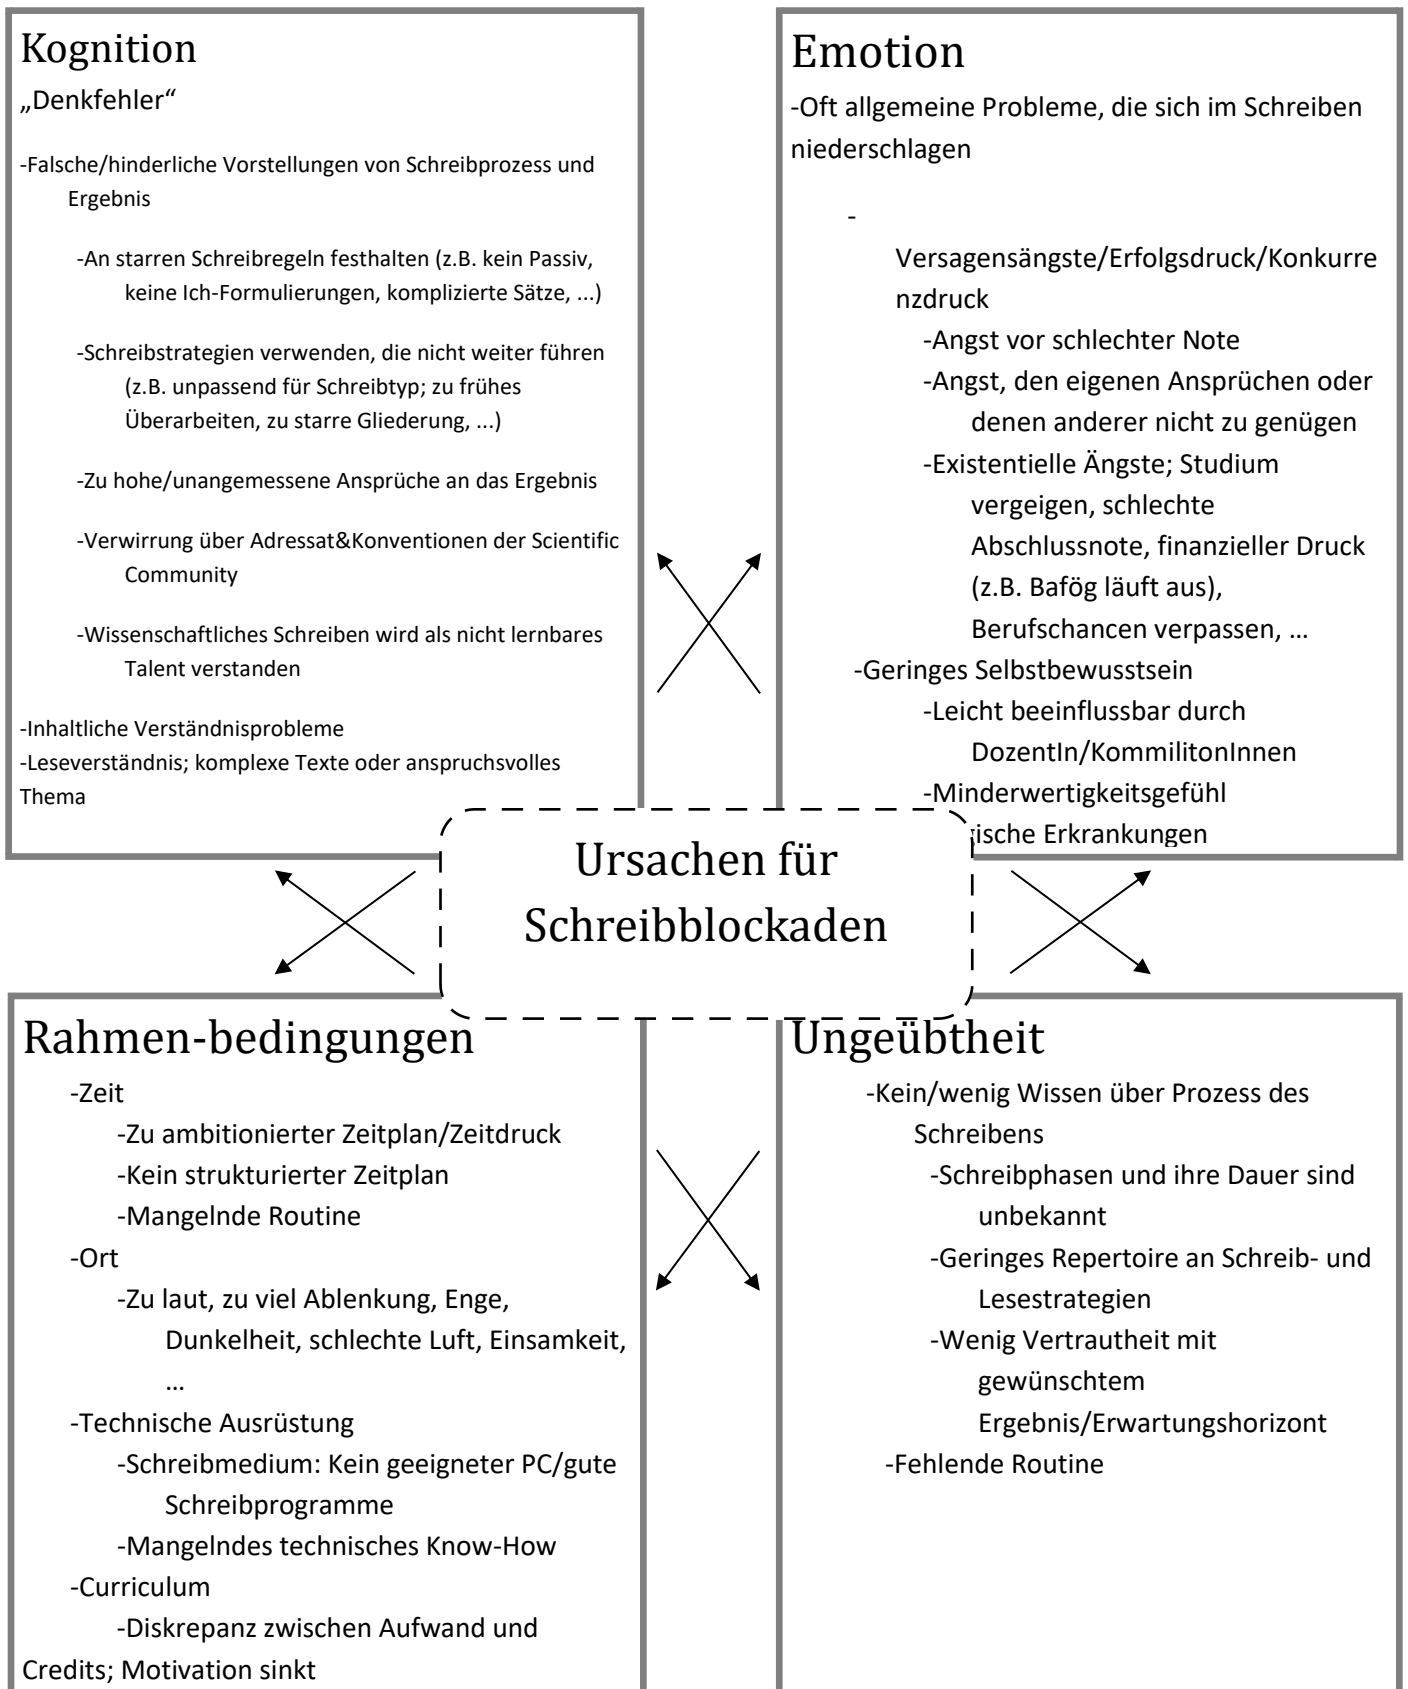 Kognition
„Denkfehler“
-Falsche/hinderliche Vorstellungen von Schreibprozess und
Ergebnis
-An starren Schreibregeln festhalten (z.B. kein Passiv,
keine Ich-Formulierungen, komplizierte Sätze, ...)
-Schreibstrategien verwenden, die nicht weiter führen
(z.B. unpassend für Schreibtyp; zu frühes
Überarbeiten, zu starre Gliederung, ...)
-Zu hohe/unangemessene Ansprüche an das Ergebnis
-Verwirrung über Adressat&Konventionen der Scientific
Community
-Wissenschaftliches Schreiben wird als nicht lernbares
Talent verstanden
-Inhaltliche Verständnisprobleme
-Leseverständnis; komplexe Texte oder anspruchsvolles
Thema
Emotion
-Oft allgemeine Probleme, die sich im Schreiben
niederschlagen
-
Versagensängste/Erfolgsdruck/Konkurre
nzdruck
-Angst vor schlechter Note
-Angst, den eigenen Ansprüchen oder
denen anderer nicht zu genügen
-Existentielle Ängste; Studium
vergeigen, schlechte
Abschlussnote, finanzieller Druck
(z.B. Bafög läuft aus),
Berufschancen verpassen, …
-Geringes Selbstbewusstsein
-Leicht beeinflussbar durch
DozentIn/KommilitonInnen
-Minderwertigkeitsgefühl
Erkrankungen
Ursachen für
Schreibblockaden
Rahmen-bedingungen
-Zeit
-Zu ambitionierter Zeitplan/Zeitdruck
-Kein strukturierter Zeitplan
-Mangelnde Routine
-Ort
-Zu laut, zu viel Ablenkung, Enge,
Dunkelheit, schlechte Luft, Einsamkeit,
…
-Technische Ausrüstung
-Schreibmedium: Kein geeigneter PC/gute
Schreibprogramme
-Mangelndes technisches Know-How
-Curriculum
-Diskrepanz zwischen Aufwand und
Credits; Motivation sinkt
Ungeübtheit
-Kein/wenig Wissen über Prozess des
Schreibens
-Schreibphasen und ihre Dauer sind
unbekannt
-Geringes Repertoire an Schreib- und
Lesestrategien
-Wenig Vertrautheit mit
gewünschtem
Ergebnis/Erwartungshorizont
-Fehlende Routine